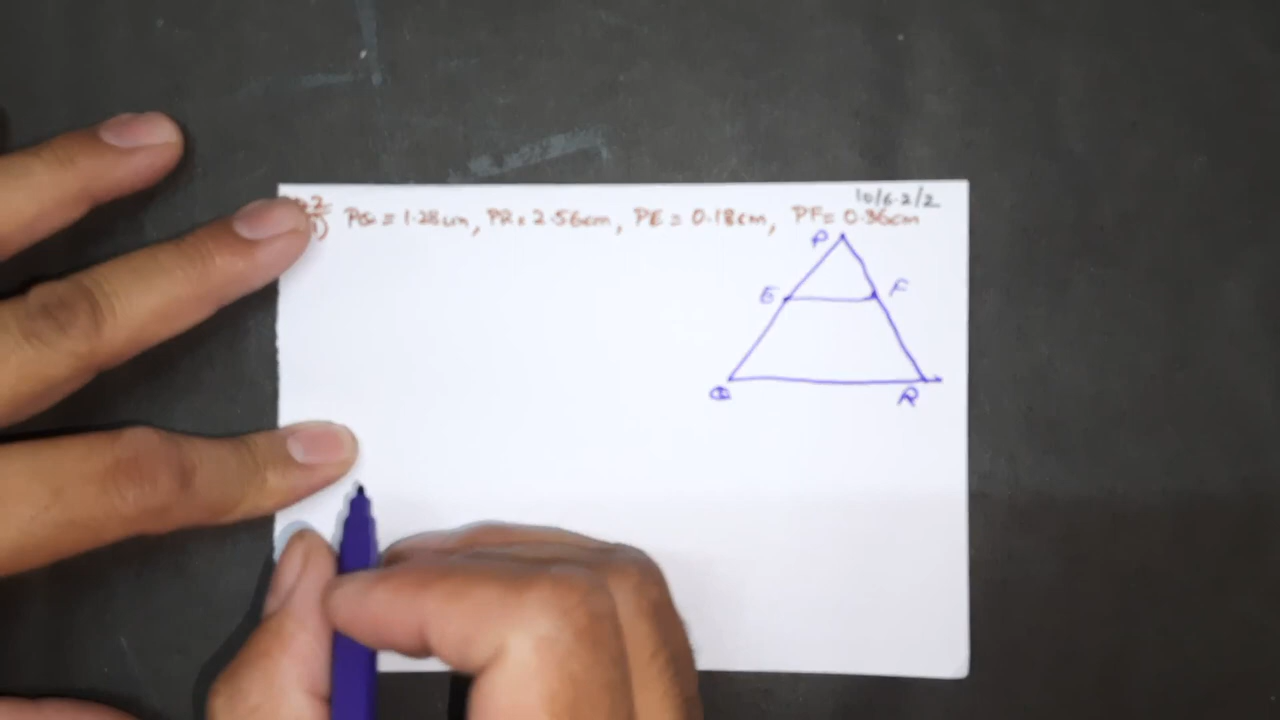 10/6.2/2
PQ = 1.28cm, PR = 2.56cm, PE = 0.18cm, PF = 0.36cm
P
E F
Q R